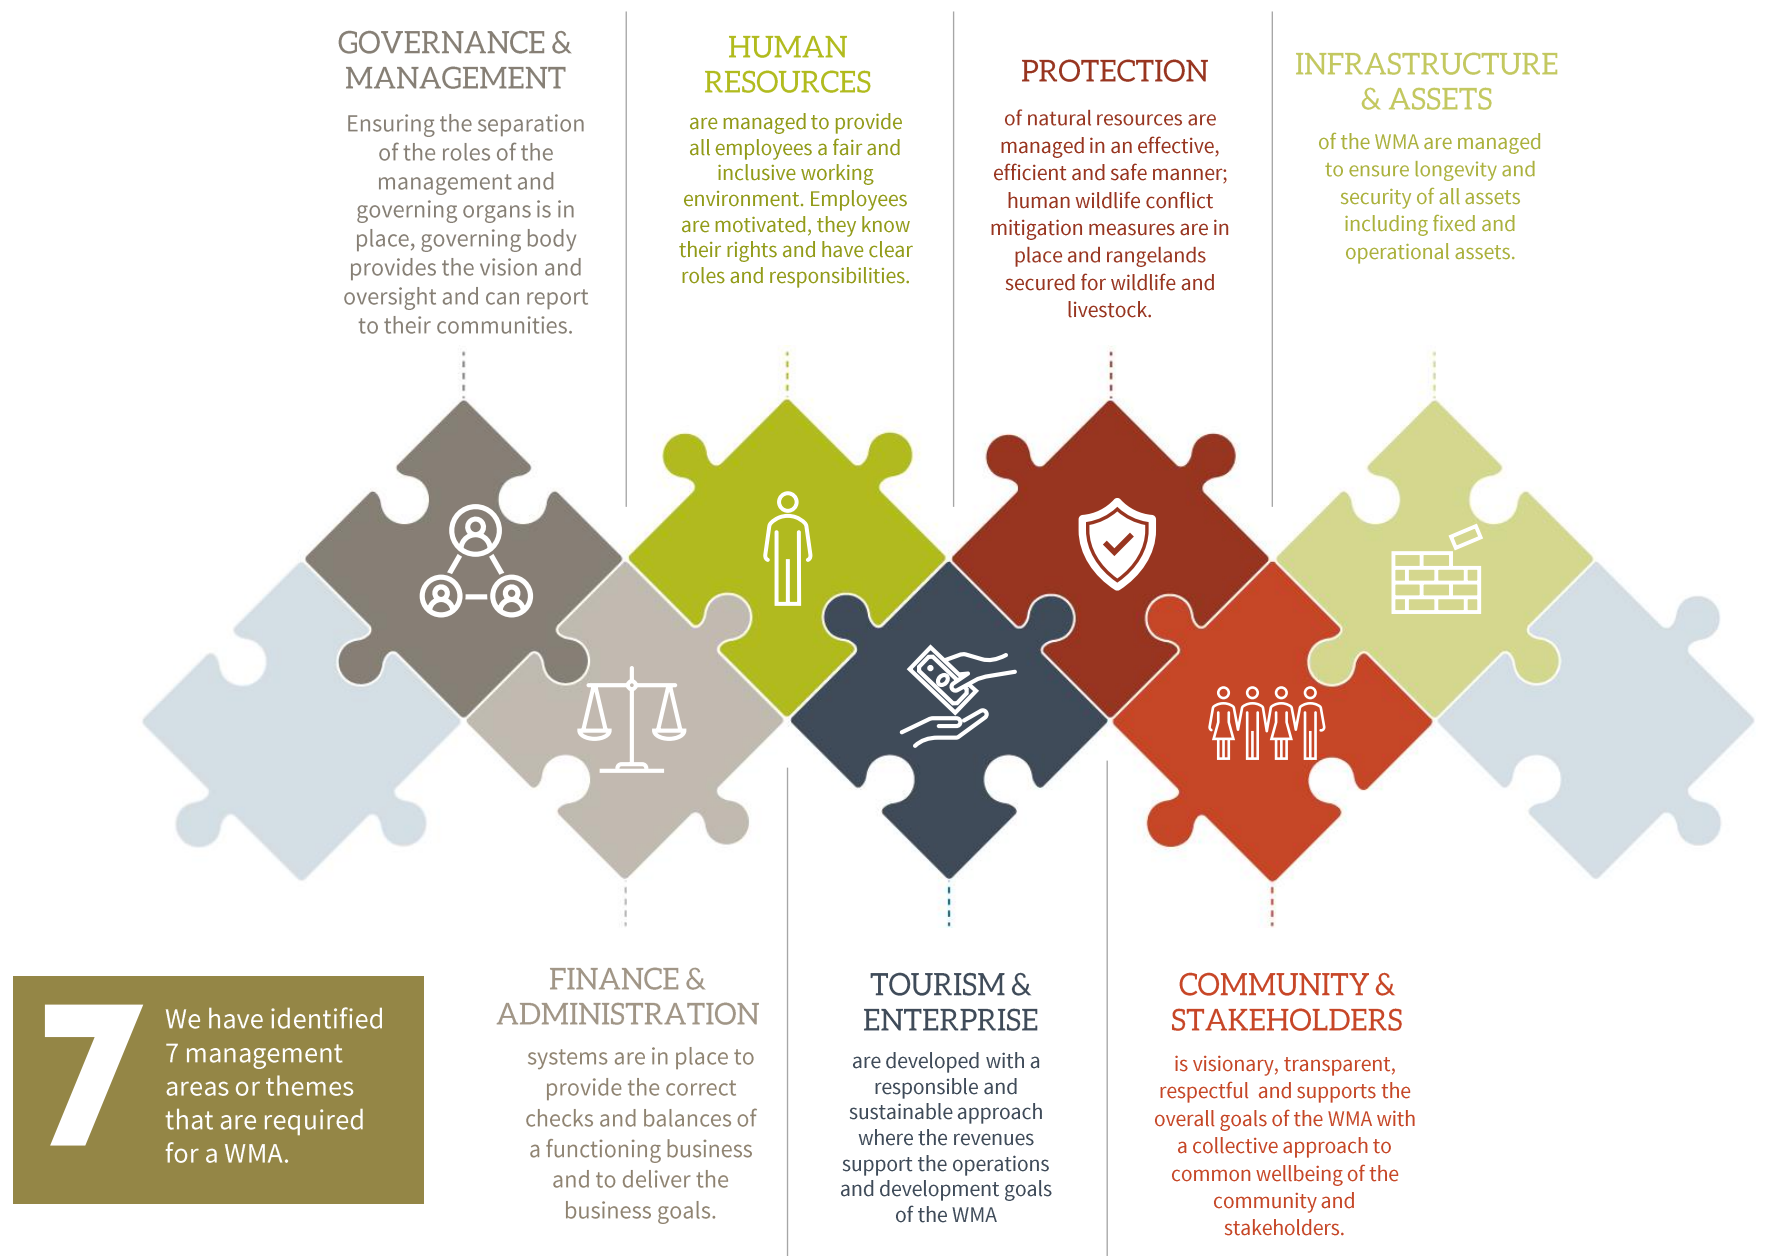 GOVERNANCE &
MANAGEMENT
Ensuring the separation
of the roles of the
management and
governing organs is in
place, governing body
provides the vision and
oversight and can report
to their communities.
HUMAN
RESOURCES
are managed to provide
all employees a fair and
inclusive working
environment. Employees
are motivated, they know
their rights and have clear
roles and responsibilities.
PROTECTION
of natural resources are
managed in an effective,
efficient and safe manner;
human wildlife conflict
mitigation measures are in
place and rangelands
secured for wildlife and
livestock.
INFRASTRUCTURE
& ASSETS
of the WMA are managed
to ensure longevity and
security of all assets
including fixed and
operational assets.
7
We have identified
7 management
areas or themes
that are required
for a WMA.
FINANCE &
ADMINISTRATION
systems are in place to
provide the correct
checks and balances of
a functioning business
and to deliver the
business goals.
TOURISM &
ENTERPRISE
are developed with a
responsible and
sustainable approach
where the revenues
support the operations
and development goals
of the WMA
COMMUNITY &
STAKEHOLDERS
is visionary, transparent,
respectful and supports the
overall goals of the WMA with
a collective approach to
common wellbeing of the
community and
stakeholders.